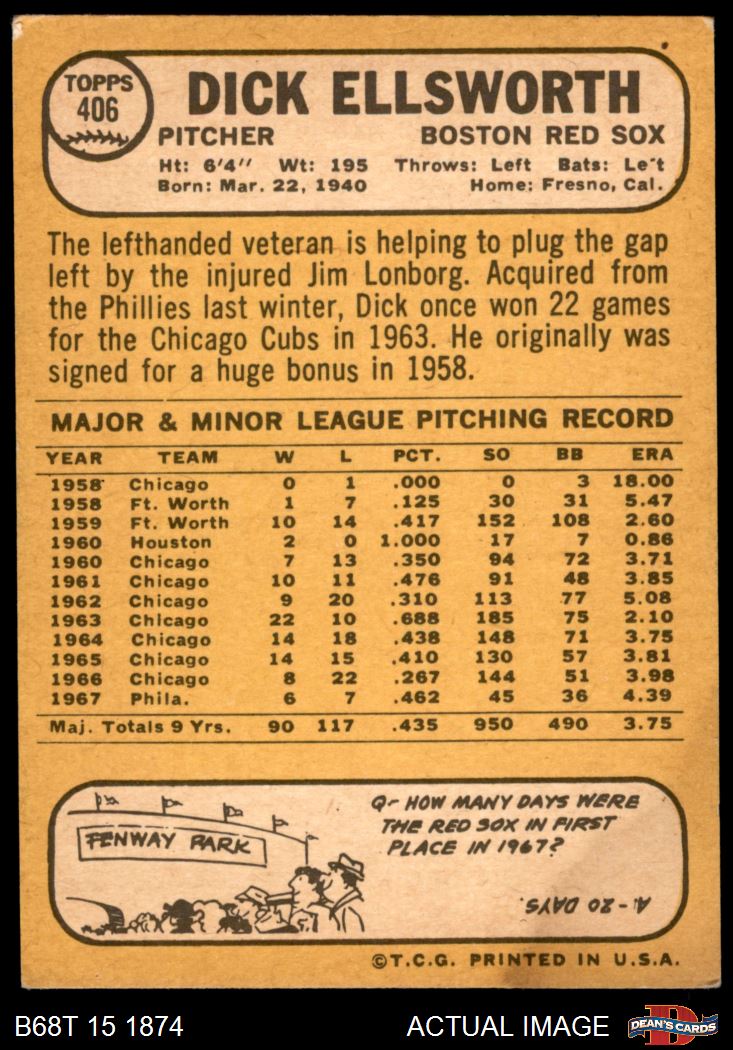 TOPPS
406
DICK ELLSWORTH
PITCHER BOSTON RED SOX
Ht: 6'4" Wt: 195 Throws: Left Bats: Le't
Born: Mar. 22, 1940 Home: Fresno, Cal.
The lefthanded veteran is helping to plug the gap
left by the injured Jim Lonborg. Acquired from
the Phillies last winter, Dick once won 22 games
for the Chicago Cubs in 1963. He originally was
signed for a huge bonus in 1958.
MAJOR & MINOR LEAGUE PITCHING RECORD
YEAR TEAM W L PCT. SO BB ERA
1958 Chicago 0 1 .000 0 3 18.00
1958 Ft. Worth 1 7 .125 30 31 5.47
1959 Ft. Worth 10 14 .417 152 108 2.60
1960 Houston 2 0 1.000 17 7 0.86
1960 Chicago 7 13 .350 94 72 3.71
1961 Chicago 10 11 .476 91 48 3.85
1962 Chicago 9 20 .310 113 77 5.08
1963 Chicago 22 10 .688 185 75 2.10
1964 Chicago 14 18 .438 148 71 3.75
1965 Chicago 14 15 .410 130 57 3.81
1966 Chicago 8 22 .267 144 51 3.98
1967 Phila. 6 7 .462 45 36 4.39
Maj. Totals 9 Yrs. 90 117 .435 950 490 3.75
FENWAY PARK
Q- HOW MANY DAYS WERE
THE RED SOX IN FIRST
PLACE IN 1967?
A-20 DAYS.
©T.C.G. PRINTED IN U.S.A.
B68T 15 1874 ACTUAL IMAGE
D
DEAN'S CARDS